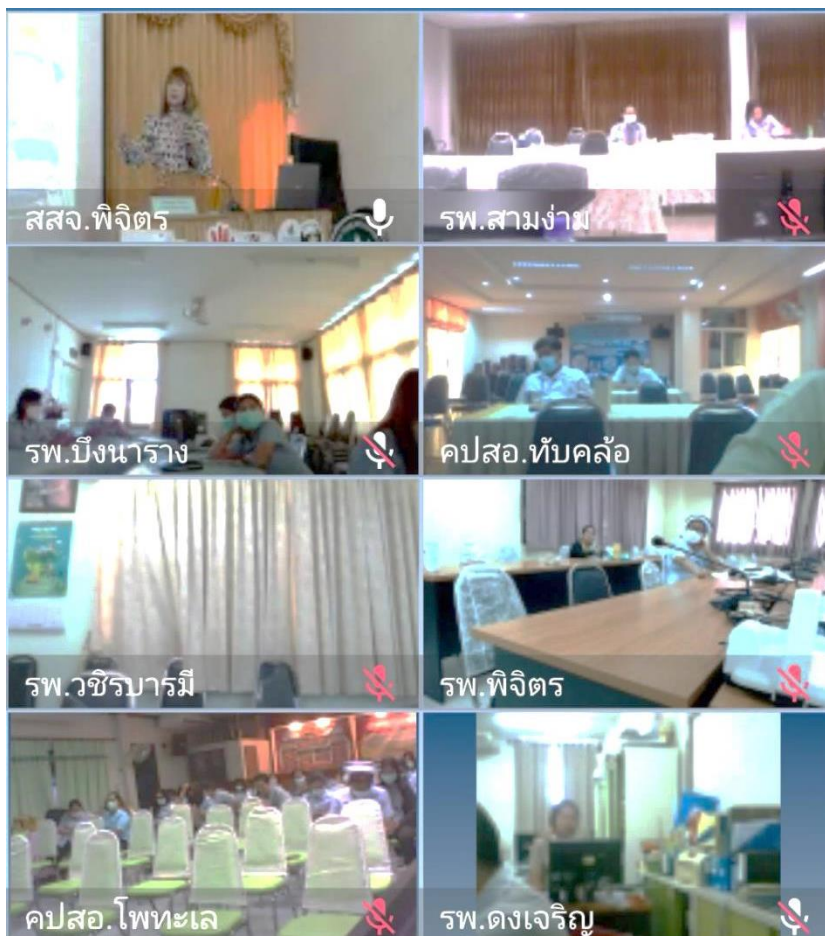 สสจ.พิจิตร
รพ.สามง่าม
รพ.บึงนาราง
คปสอ.ทับคล้อ
รพ.วชิรบารมี
รพ.พิจิตร
คปสอ.โพทะเล
รพ.ดงเจริญ